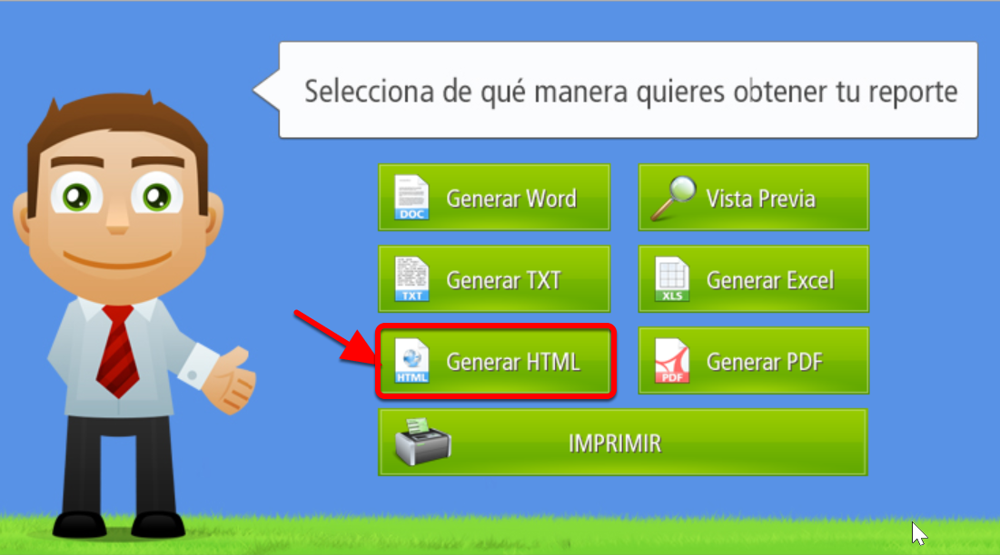 Selecciona de qué manera quieres obtener tu reporte
DOC
Generar Word
Vista Previa
TXT
Generar TXT
XLS
Generar Excel
HTML
Generar HTML
PDF
Generar PDF
IMPRIMIR